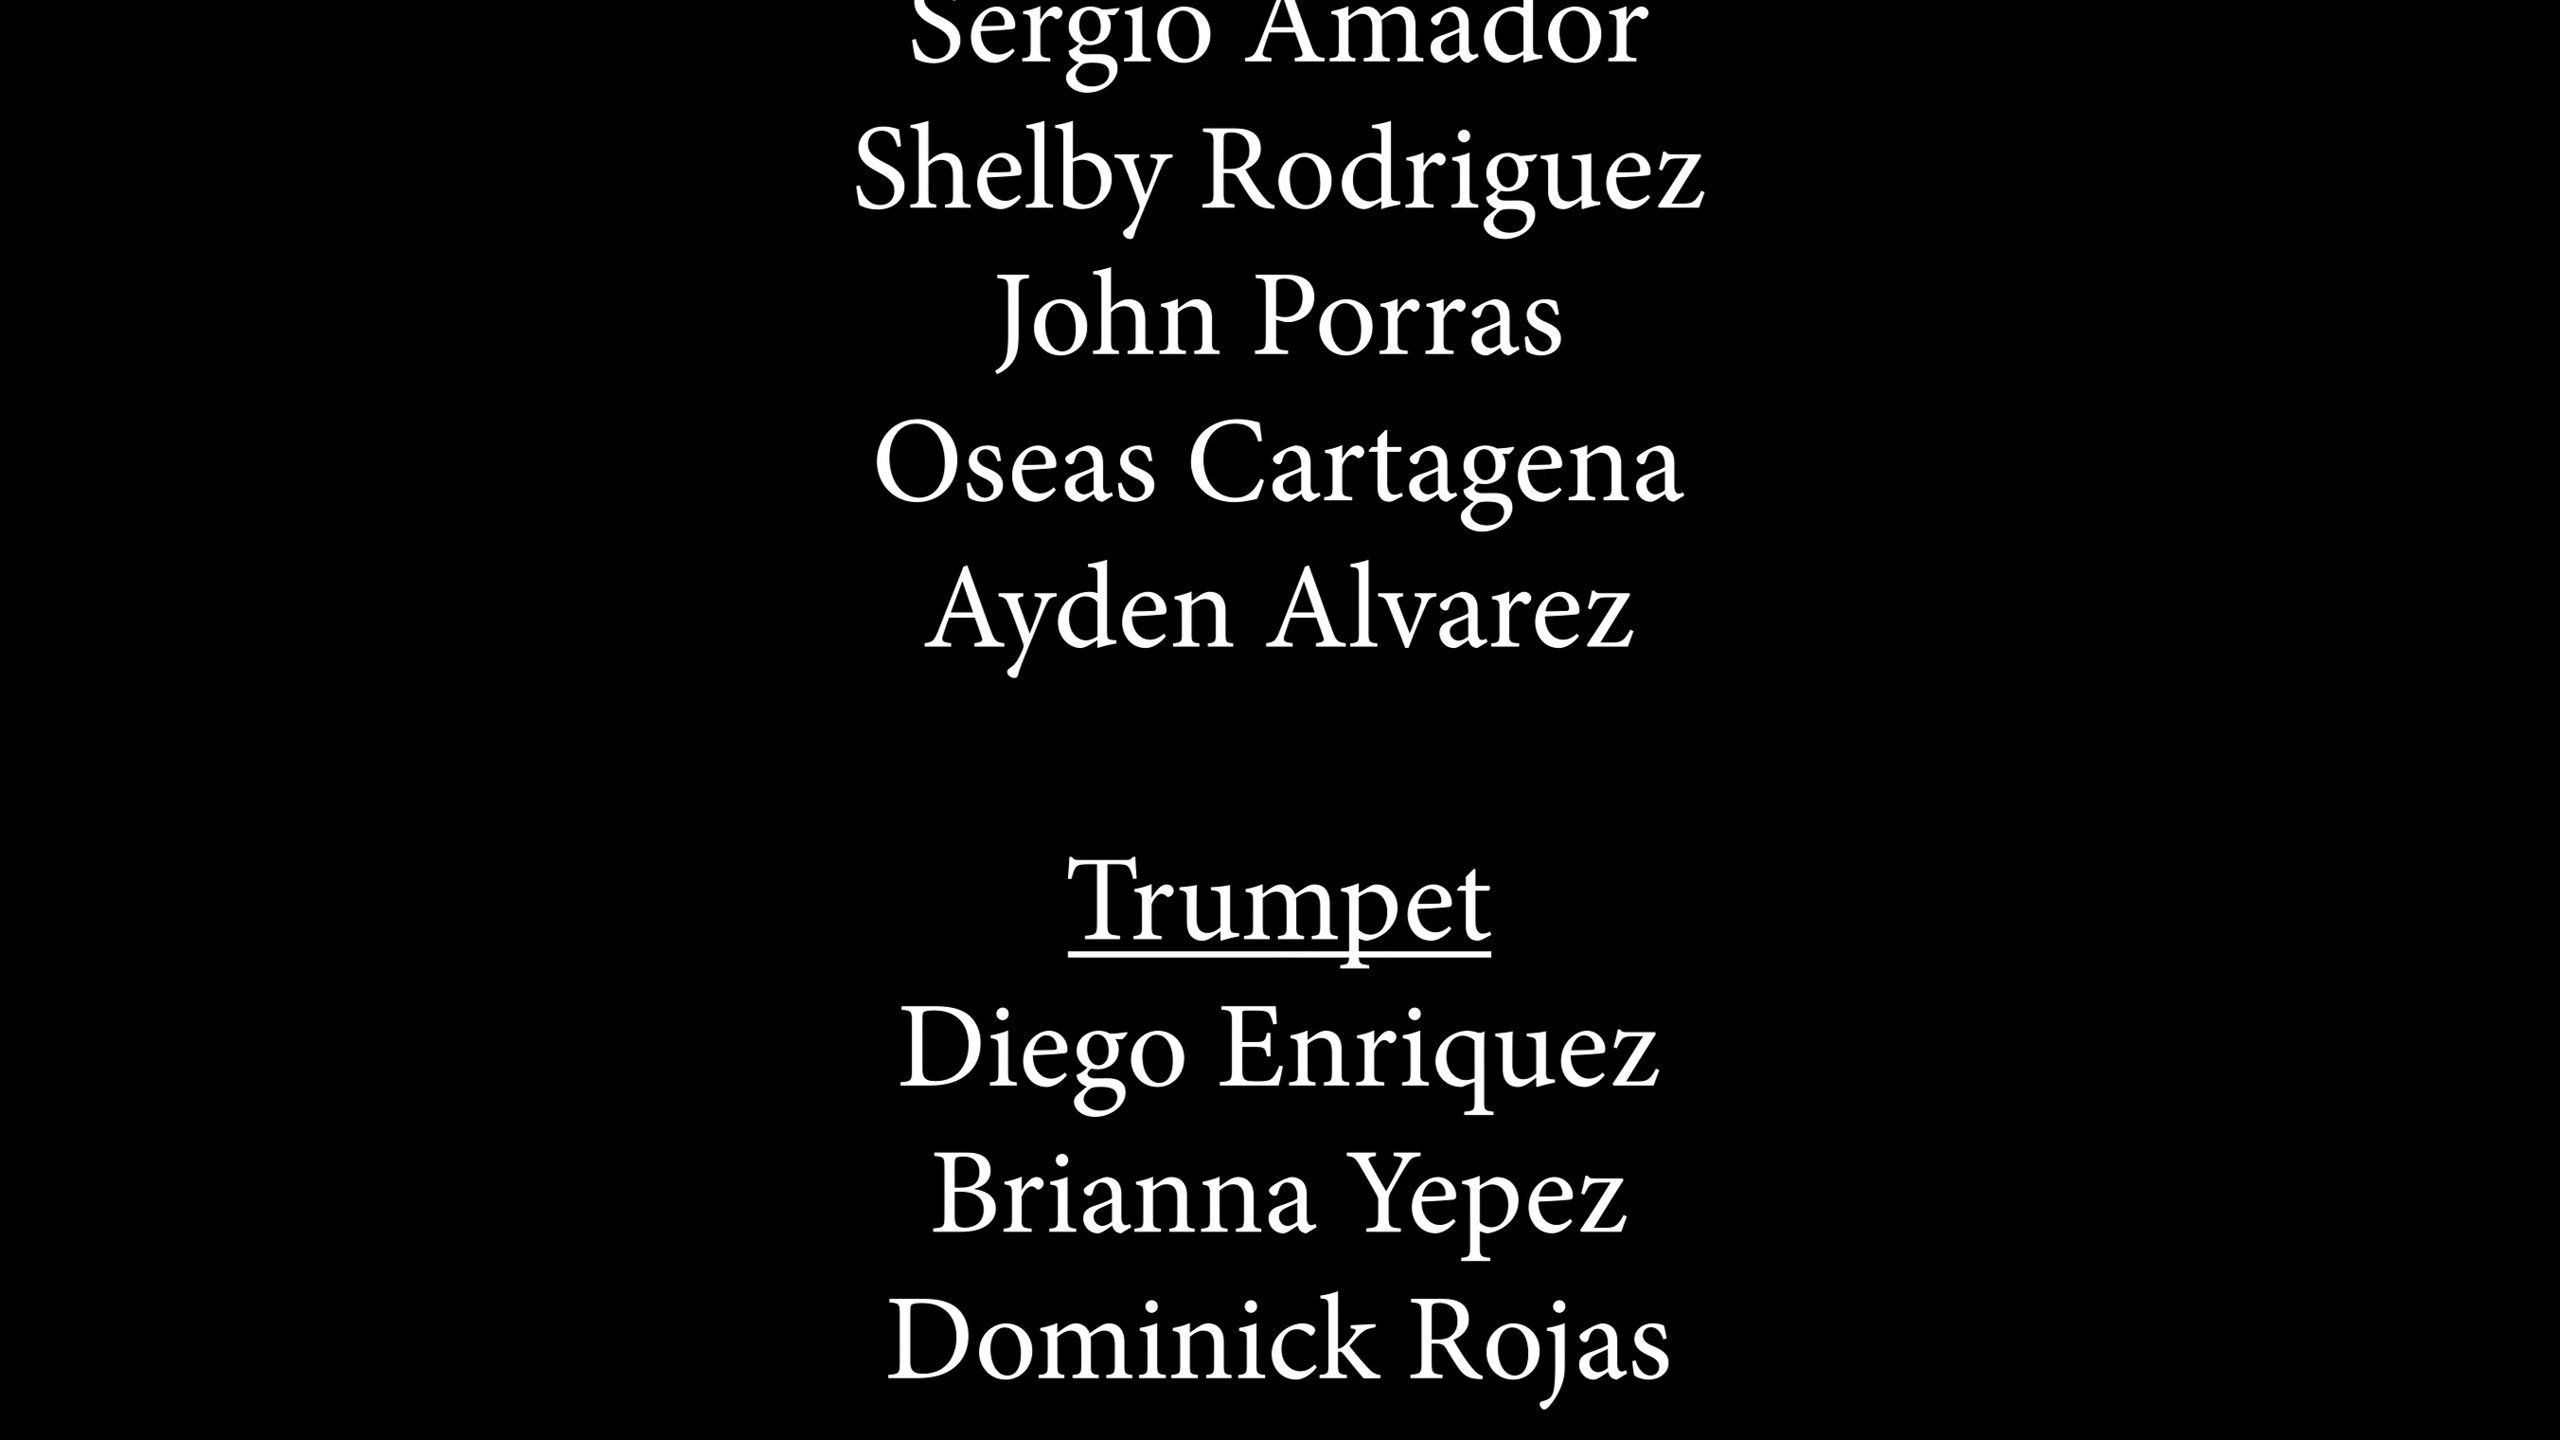 Sergio Amador
Shelby Rodriguez
John Porras
Oseas Cartagena
Ayden Alvarez
Trumpet
Diego Enriquez
Brianna Yepez
Dominick Rojas